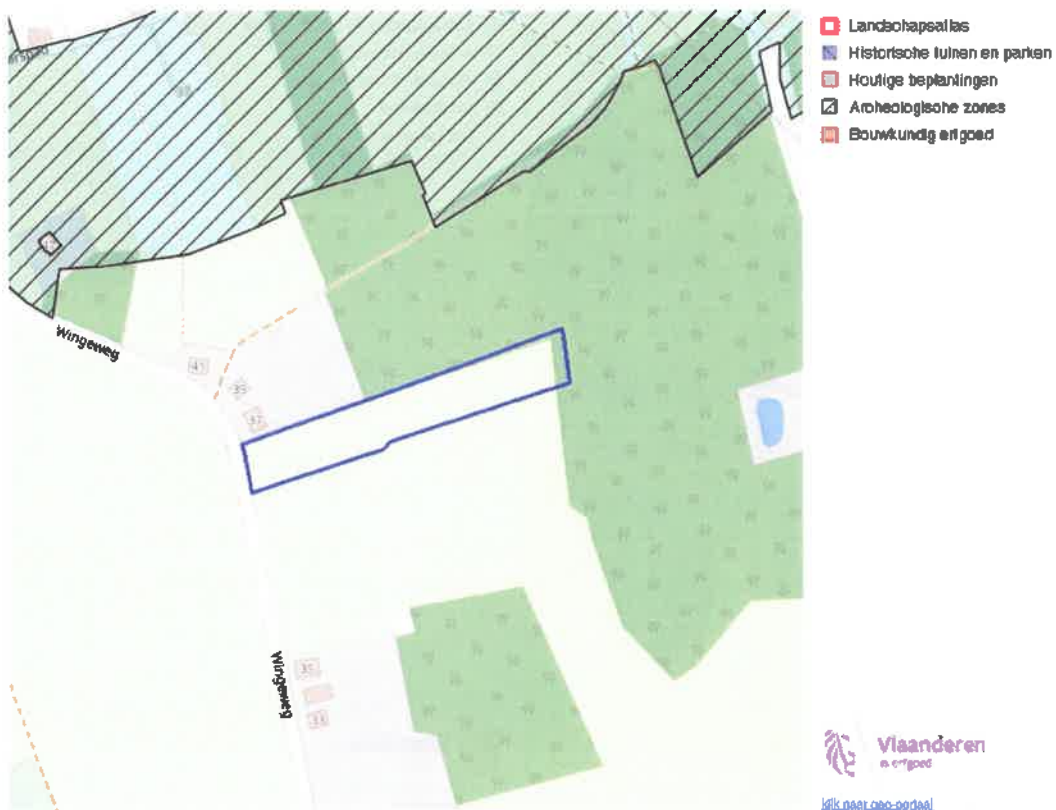 Landschapsatlas
Historische tuinen en parken
Houtige beplantingen
Archeologische zones
Bouwkundig erfgoed
Wingeweg
41
39
37
Wingeweg
35
33
Vlaanderen
is erfgoed
klik naar geo-portaal